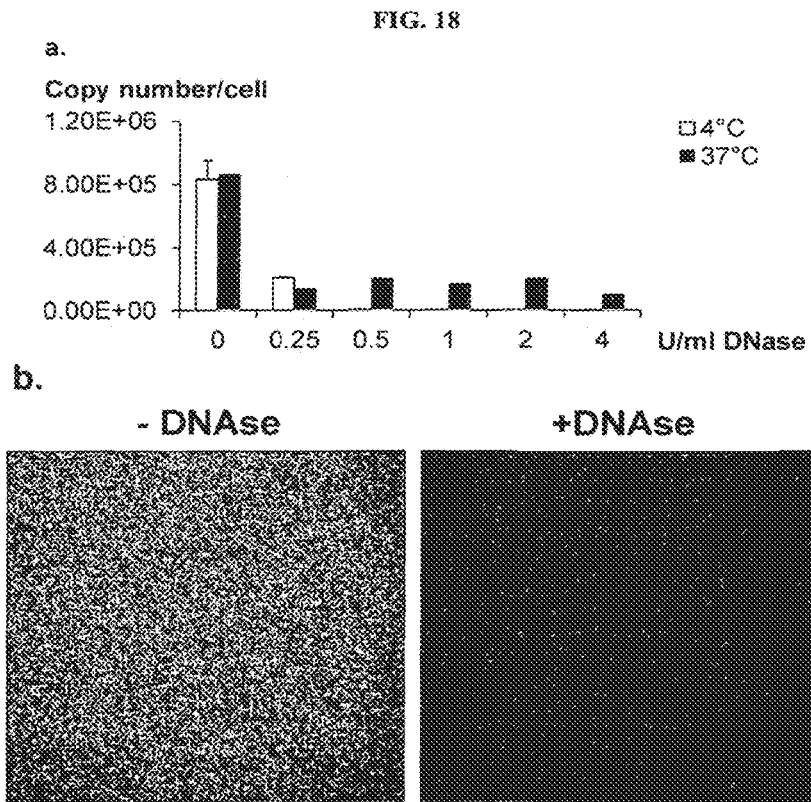 FIG. 18
a.
Copy number/cell
1.20E+06
8.00E+05
4.00E+05
0.00E+00
4°C
37°C
0 0.25 0.5 1 2 4 U/ml DNase
b.
- DNAse +DNAse